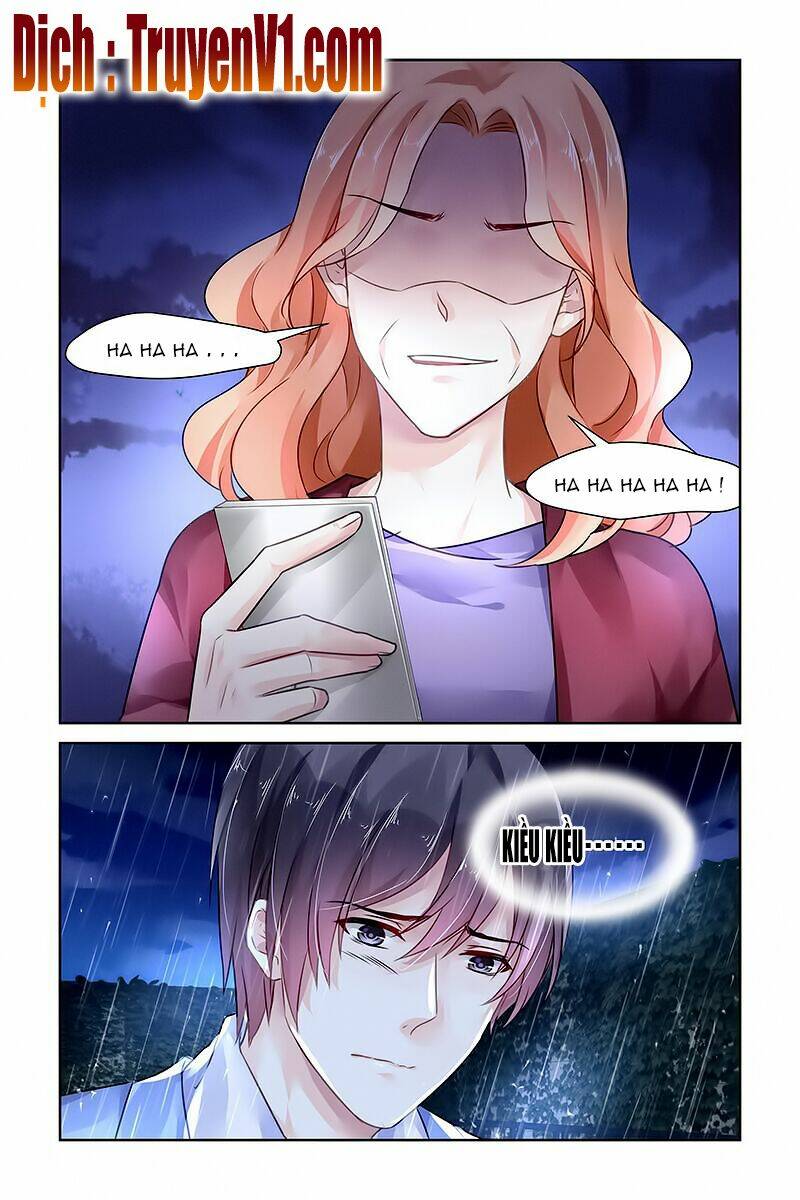 Dịch : TruyenV1.com
HA HA HA . . .
HA HA HA HA HA !
KIỀU KIỀU......